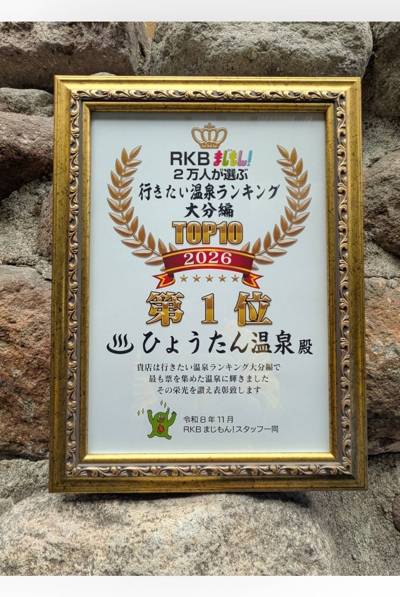 RKB まじもん!
2万人が選ぶ
行きたい温泉ランキング
大分編
TOP10
2026
第1位
♨ひょうたん温泉殿
貴店は行きたい温泉ランキング大分編で
最も票を集めた温泉に輝きました
その栄光を讃え表彰致します
令和8年11月
RKB まじもん!スタッフ一同